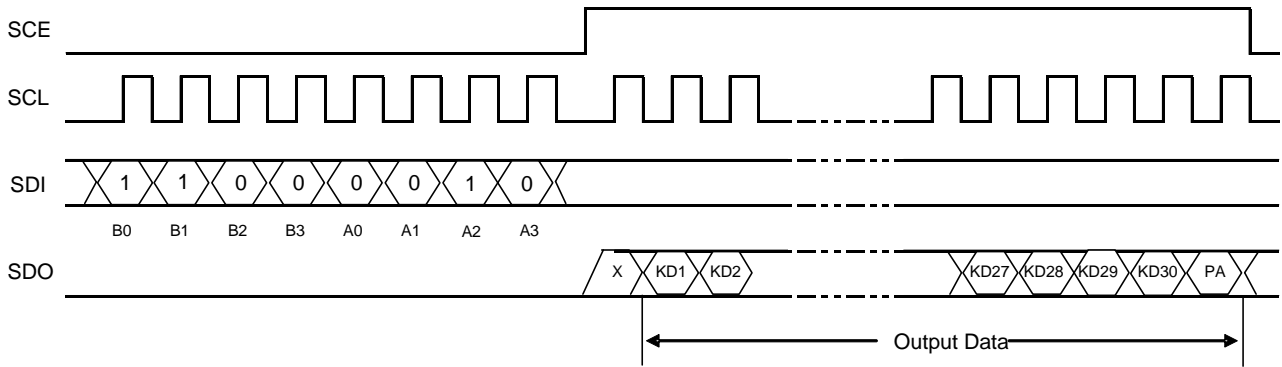 SCE
SCL
SDI 1 1 0 0 0 0 1 0
B0 B1 B2 B3 A0 A1 A2 A3
SDO X KD1 KD2 KD27 KD28 KD29 KD30 PA
Output Data